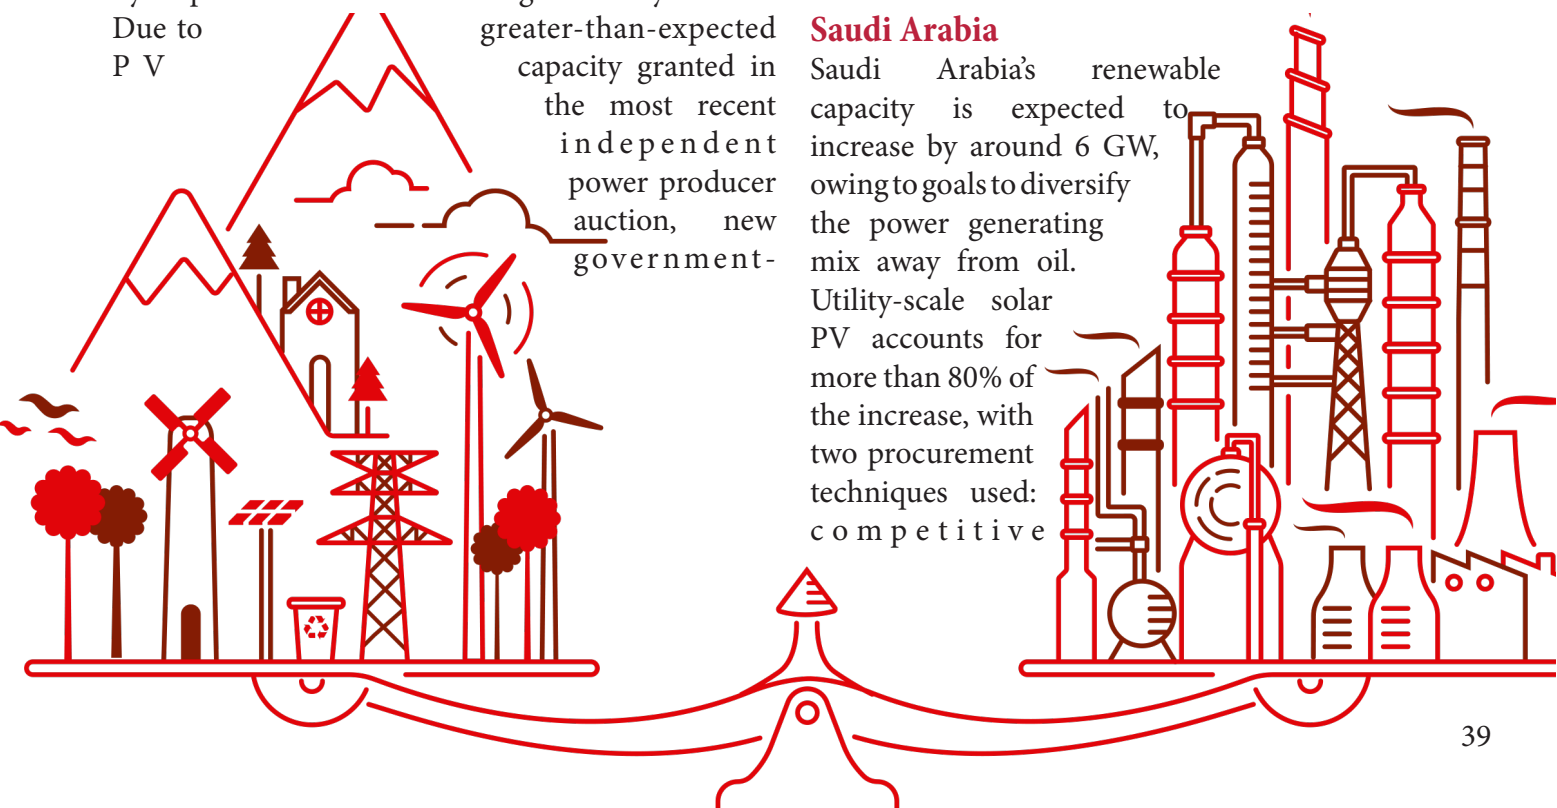 Due to
P V
greater-than-expected
capacity granted in
the most recent
independent
power producer
auction, new
government-
Saudi Arabia
Saudi Arabia’s renewable
capacity is expected to
increase by around 6 GW,
owing to goals to diversify
the power generating
mix away from oil.
Utility-scale solar
PV accounts for
more than 80% of
the increase, with
two procurement
techniques used:
competitive
39